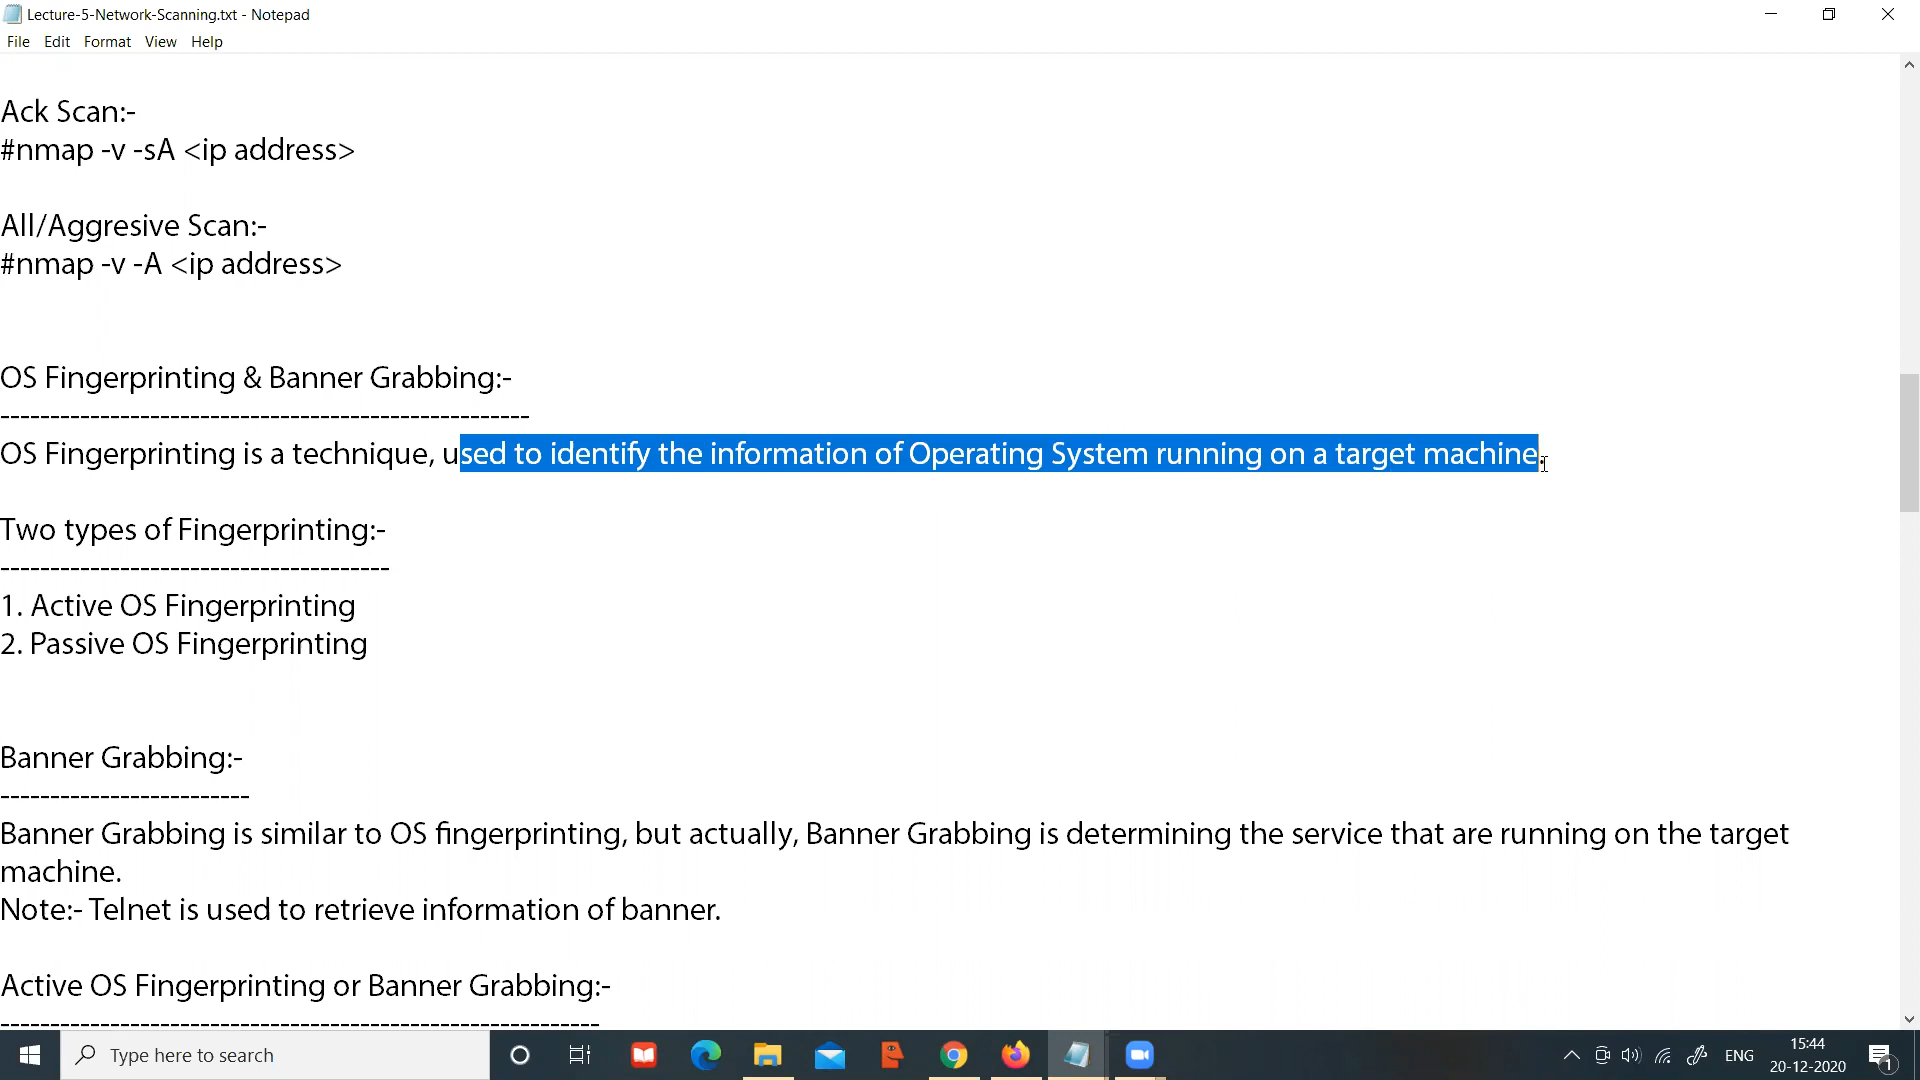 Lecture-5-Network-Scanning.txt - Notepad
File Edit Format View Help
Ack Scan:-
#nmap -v -sA <ip address>
All/Aggresive Scan:-
#nmap -v -A <ip address>
OS Fingerprinting & Banner Grabbing:-
-----------------------------------------------------
OS Fingerprinting is a technique, used to identify the information of Operating System running on a target machine.
Two types of Fingerprinting:-
---------------------------------------
1. Active OS Fingerprinting
2. Passive OS Fingerprinting
Banner Grabbing:-
-------------------------
Banner Grabbing is similar to OS fingerprinting, but actually, Banner Grabbing is determining the service that are running on the target
machine.
Note:- Telnet is used to retrieve information of banner.
Active OS Fingerprinting or Banner Grabbing:-
------------------------------------------------------------
Type here to search
ENG
15:44
20-12-2020
1